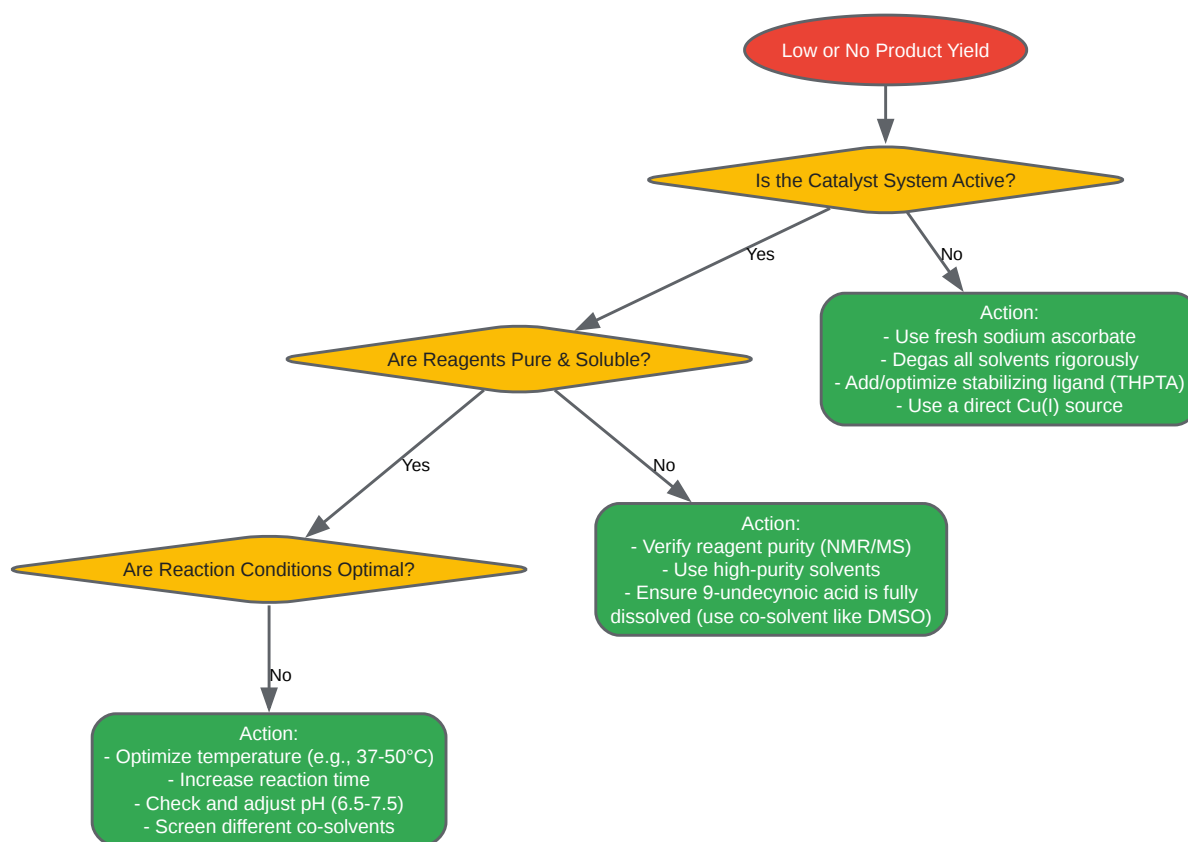 Low or No Product Yield
Is the Catalyst System Active?
Yes
No
Action:
- Use fresh sodium ascorbate
- Degas all solvents rigorously
- Add/optimize stabilizing ligand (THPTA)
- Use a direct Cu(I) source
Are Reagents Pure & Soluble?
Yes
No
Action:
- Verify reagent purity (NMR/MS)
- Use high-purity solvents
- Ensure 9-undecynoic acid is fully
dissolved (use co-solvent like DMSO)
Are Reaction Conditions Optimal?
No
Action:
- Optimize temperature (e.g., 37-50°C)
- Increase reaction time
- Check and adjust pH (6.5-7.5)
- Screen different co-solvents